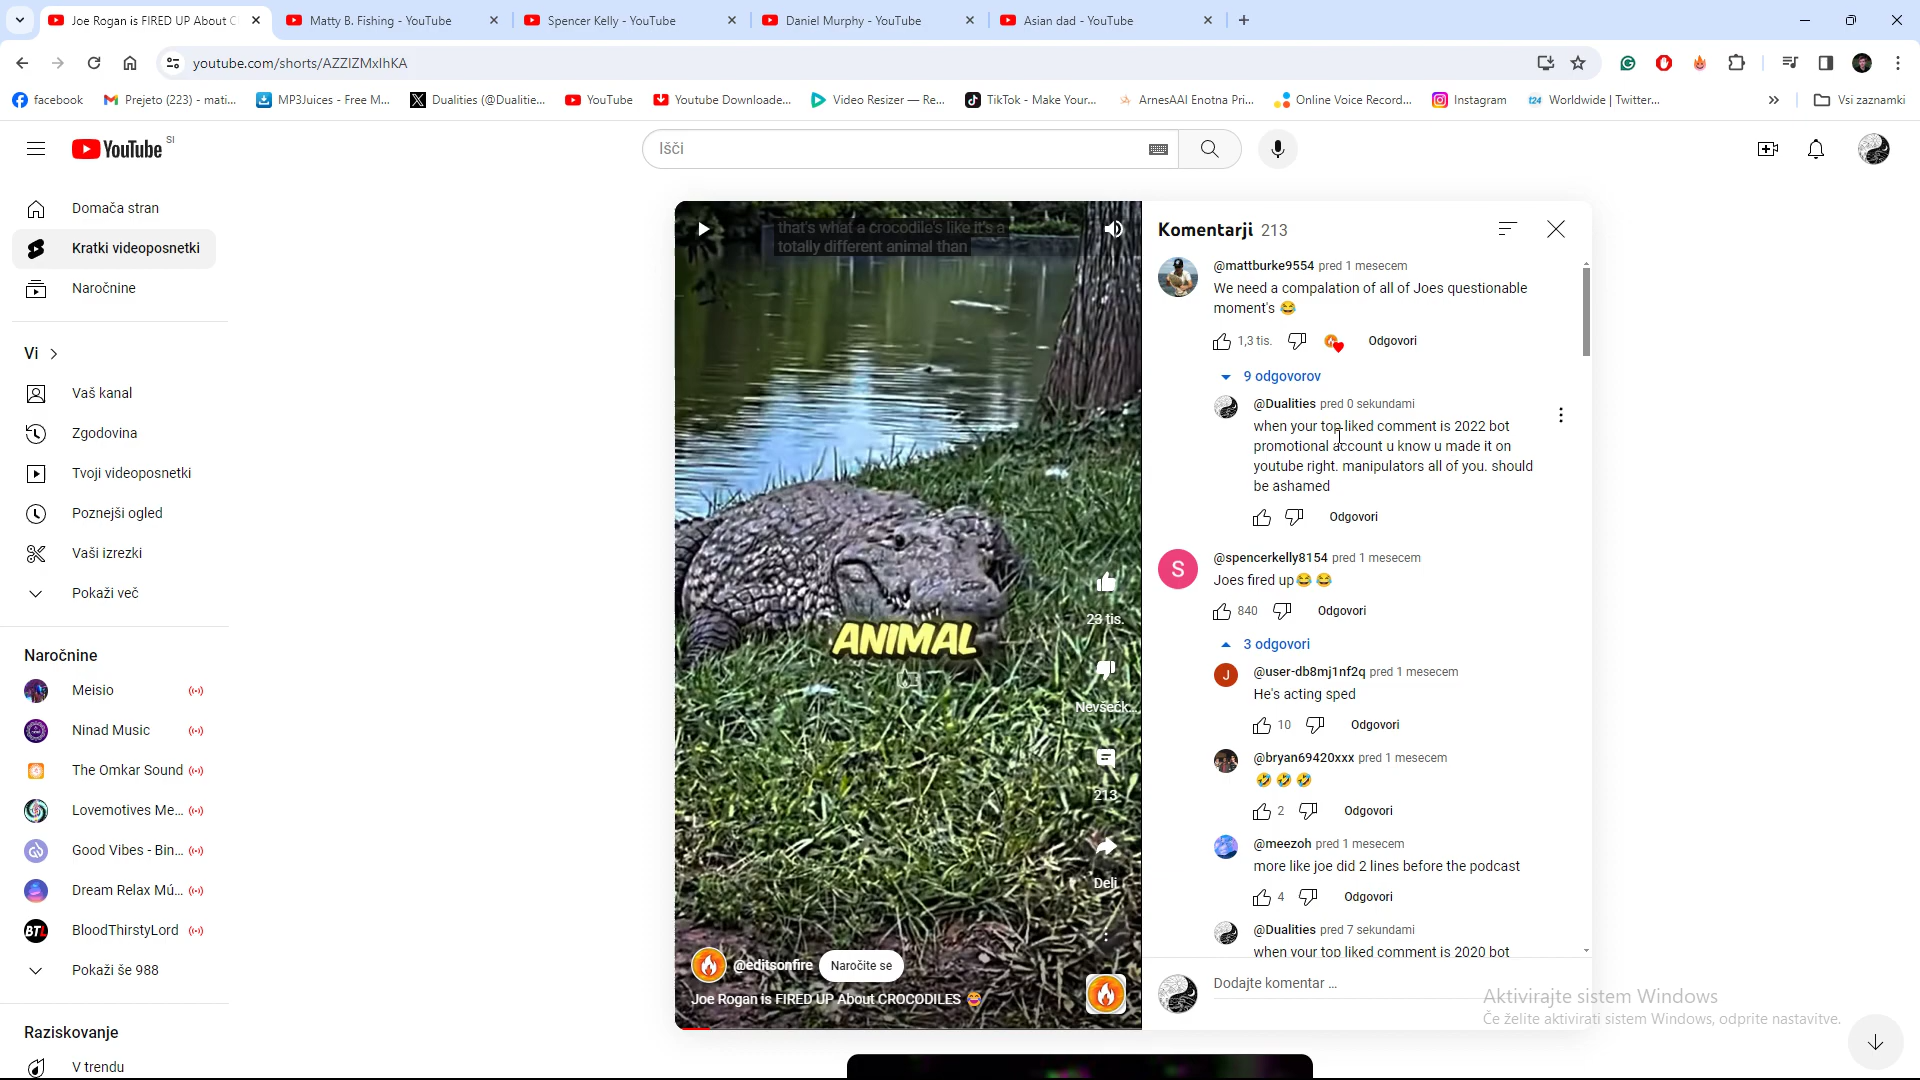 Joe Rogan is FIRED UP About C
Matty B. Fishing - YouTube
Spencer Kelly - YouTube
Daniel Murphy - YouTube
Asian dad - YouTube
youtube.com/shorts/AZZIZMxIhKA
facebook
Prejeto (223) - mati...
MP3Juices - Free M...
Dualities (@Dualitie...
YouTube
Youtube Downloade...
Video Resizer — Re...
TikTok - Make Your...
ArnesAAI Enotna Pri...
Online Voice Record...
Instagram
t24 Worldwide | Twitter...
Vsi zaznamki
YouTube SI
Išči
Domača stran
Kratki videoposnetki
Naročnine
Vi
Vaš kanal
Zgodovina
Tvoji videoposnetki
Poznejši ogled
Vaši izrezki
Pokaži več
Naročnine
Meisio
Ninad Music
The Omkar Sound
Lovemotives Me...
Good Vibes - Bin...
Dream Relax Mú...
BTL BloodThirstyLord
Pokaži še 988
Raziskovanje
V trendu
that's what a crocodile's like it's a
totally different animal than
ANIMAL
23 tis.
Nevšečk...
213
Deli
@editsonfire Naročite se
Joe Rogan is FIRED UP About CROCODILES 😂
Komentarji 213
@mattburke9554 pred 1 mesecem
We need a compalation of all of Joes questionable
moment's 😂
1,3 tis. Odgovori
9 odgovorov
@Dualities pred 0 sekundami
when your top liked comment is 2022 bot
promotional account u know u made it on
youtube right. manipulators all of you. should
be ashamed
Odgovori
S @spencerkelly8154 pred 1 mesecem
Joes fired up😂 😂
840 Odgovori
3 odgovori
J @user-db8mj1nf2q pred 1 mesecem
He's acting sped
10 Odgovori
@bryan69420xxx pred 1 mesecem
🤣 🤣 🤣
2 Odgovori
@meezoh pred 1 mesecem
more like joe did 2 lines before the podcast
4 Odgovori
@Dualities pred 7 sekundami
when your top liked comment is 2020 bot
Dodajte komentar ...
Aktivirajte sistem Windows
Če želite aktivirati sistem Windows, odprite nastavitve.